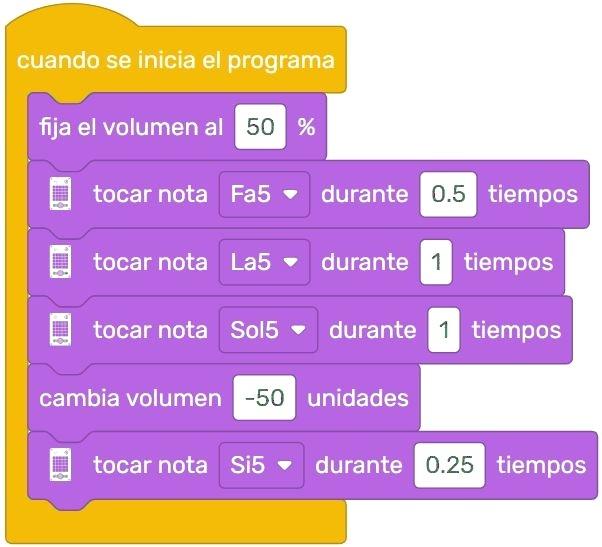 cuando se inicia el programa
fija el volumen al 50 %
tocar nota Fa5 durante 0.5 tiempos
tocar nota La5 durante 1 tiempos
tocar nota Sol5 durante 1 tiempos
cambia volumen -50 unidades
tocar nota Si5 durante 0.25 tiempos